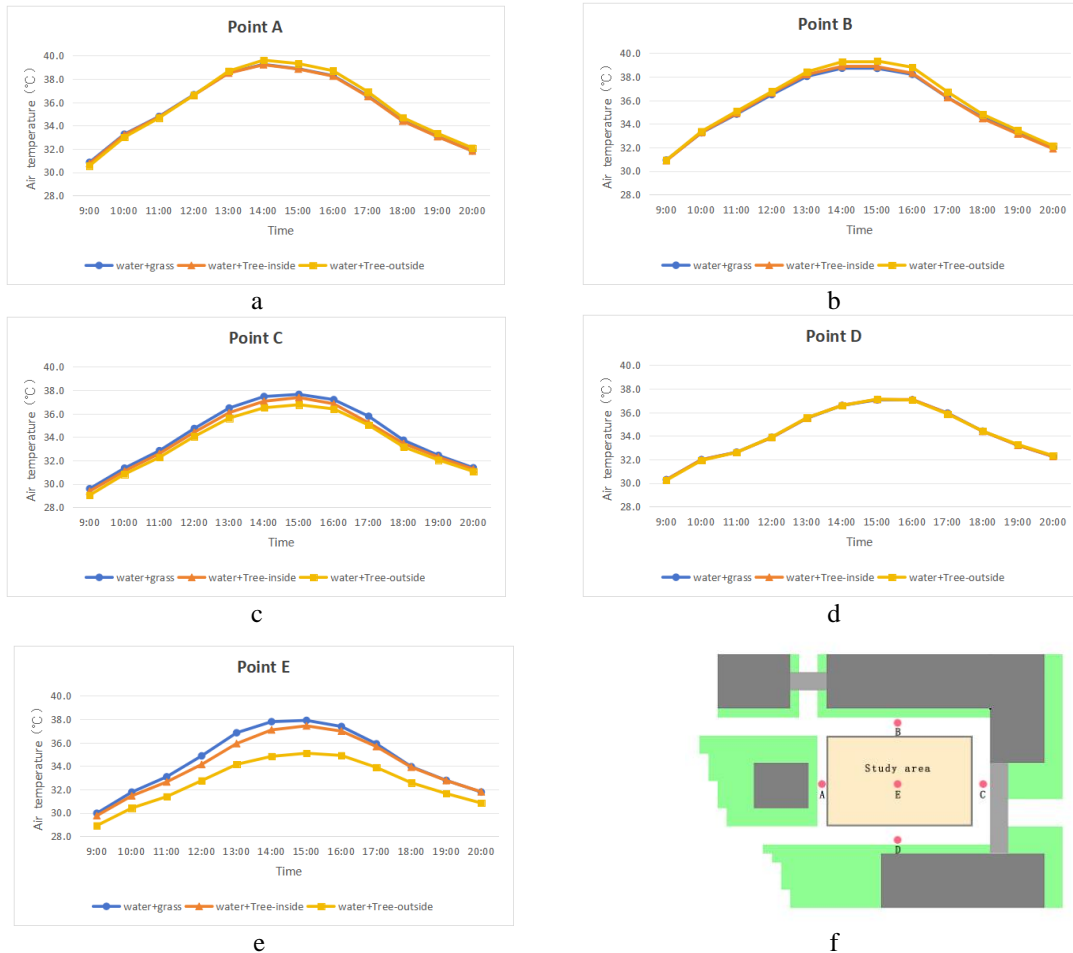 Point A
40.0
38.0
36.0
34.0
32.0
30.0
28.0
Air temperature (℃)
9:00 10:00 11:00 12:00 13:00 14:00 15:00 16:00 17:00 18:00 19:00 20:00
Time
water+grass water+Tree-inside water+Tree-outside
a
Point B
40.0
38.0
36.0
34.0
32.0
30.0
28.0
Air temperature (℃)
9:00 10:00 11:00 12:00 13:00 14:00 15:00 16:00 17:00 18:00 19:00 20:00
Time
water+grass water+Tree-inside water+Tree-outside
b
Point C
40.0
38.0
36.0
34.0
32.0
30.0
28.0
Air temperature (℃)
9:00 10:00 11:00 12:00 13:00 14:00 15:00 16:00 17:00 18:00 19:00 20:00
Time
water+grass water+Tree-inside water+Tree-outside
c
Point D
40.0
38.0
36.0
34.0
32.0
30.0
28.0
Air temperature (℃)
9:00 10:00 11:00 12:00 13:00 14:00 15:00 16:00 17:00 18:00 19:00 20:00
Time
water+grass water+Tree-inside water+Tree-outside
d
Point E
40.0
38.0
36.0
34.0
32.0
30.0
28.0
Air temperature (℃)
9:00 10:00 11:00 12:00 13:00 14:00 15:00 16:00 17:00 18:00 19:00 20:00
Time
water+grass water+Tree-inside water+Tree-outside
e
B
Study area
A E C
D
f